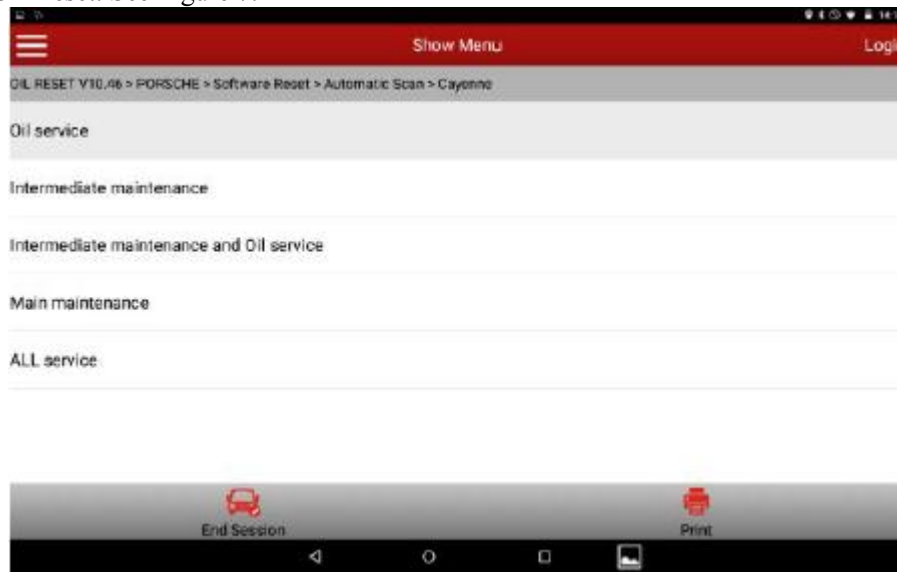 Show Menu
Logi
OIL RESET V10.46 > PORSCHE > Software Reset > Automatic Scan > Cayenne
Oil service
Intermediate maintenance
Intermediate maintenance and Oil service
Main maintenance
ALL service
End Session
Print